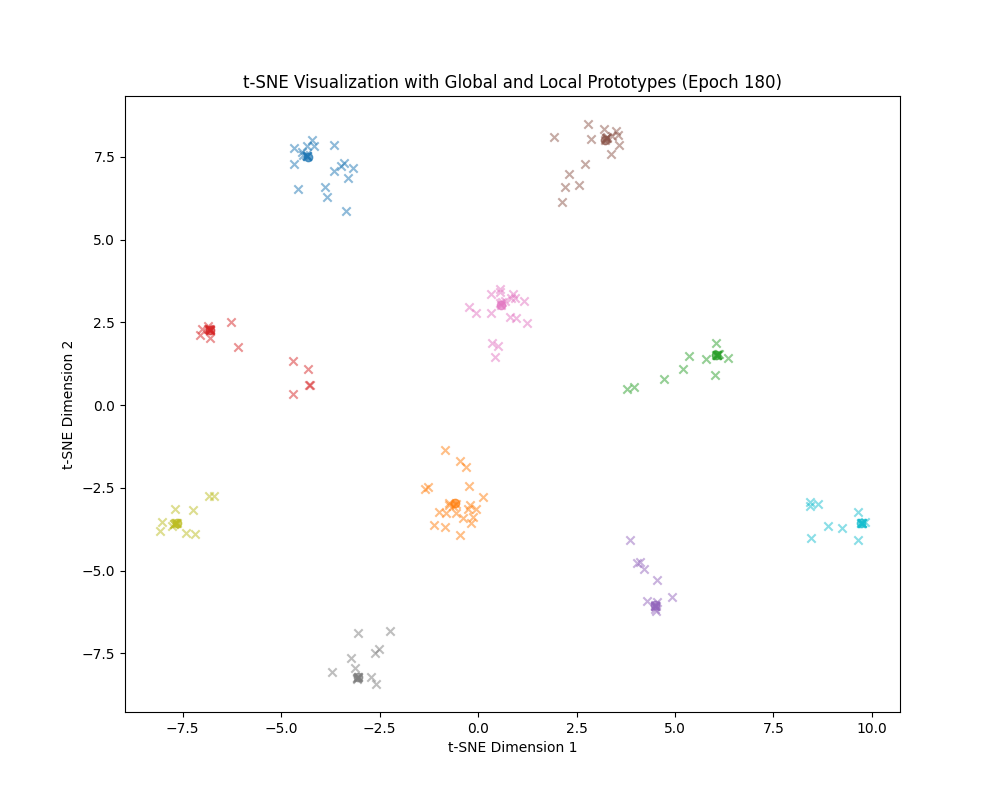 t-SNE Visualization with Global and Local Prototypes (Epoch 180)
t-SNE Dimension 2
7.5
5.0
2.5
0.0
−2.5
−5.0
−7.5
−7.5 −5.0 −2.5 0.0 2.5 5.0 7.5 10.0
t-SNE Dimension 1